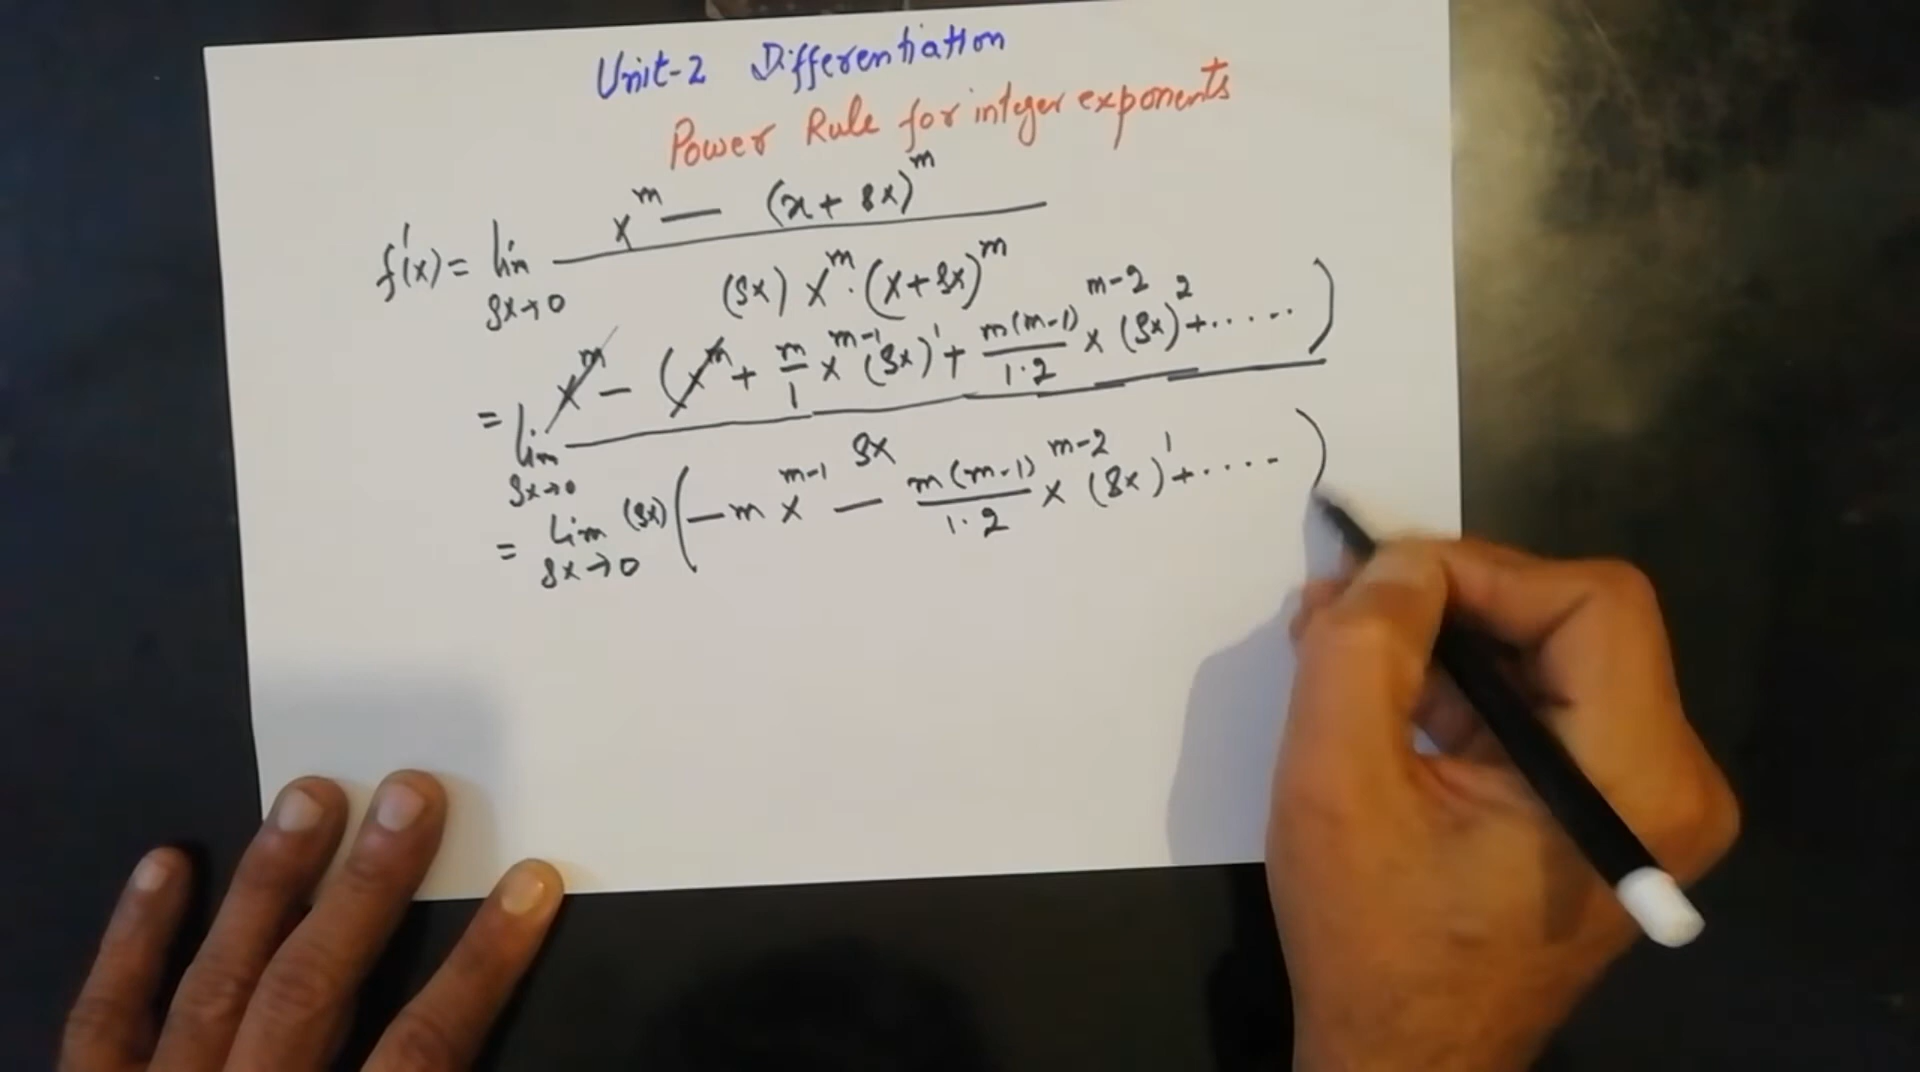 Unit-2 Differentiation
Power Rule for integer exponents
f'(x) = lim δx→0 x^m − (x + δx)^m / (δx) x^m · (x + δx)^m
= lim δx→0 x^m − (x^m + m/1 x^(m-1) (δx)^1 + m(m-1)/1·2 x^(m-2) (δx)^2 + ......) / δx
= Lim δx→0 (δx) (− m x^(m-1) − m(m-1)/1·2 x^(m-2) (δx)^1 + .....)